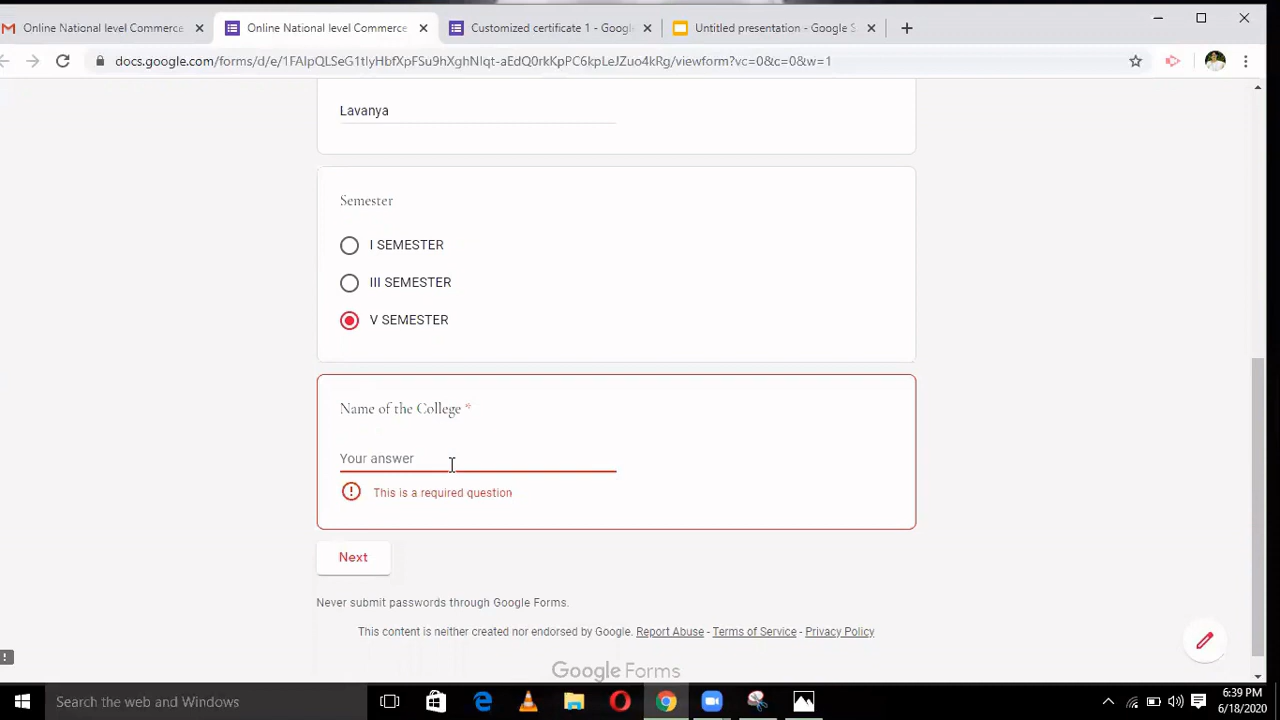 Online National level Commerce
Online National level Commerce
Customized certificate 1 - Googl
Untitled presentation - Google S
docs.google.com/forms/d/e/1FAIpQLSeG1tlyHbfXpFSu9hXghNIqt-aEdQ0rkKpPC6kpLeJZuo4kRg/viewform?vc=0&c=0&w=1
Lavanya
Semester
I SEMESTER
III SEMESTER
V SEMESTER
Name of the College *
Your answer
This is a required question
Next
Never submit passwords through Google Forms.
This content is neither created nor endorsed by Google. Report Abuse - Terms of Service - Privacy Policy
Google Forms
Search the web and Windows
6:39 PM
6/18/2020